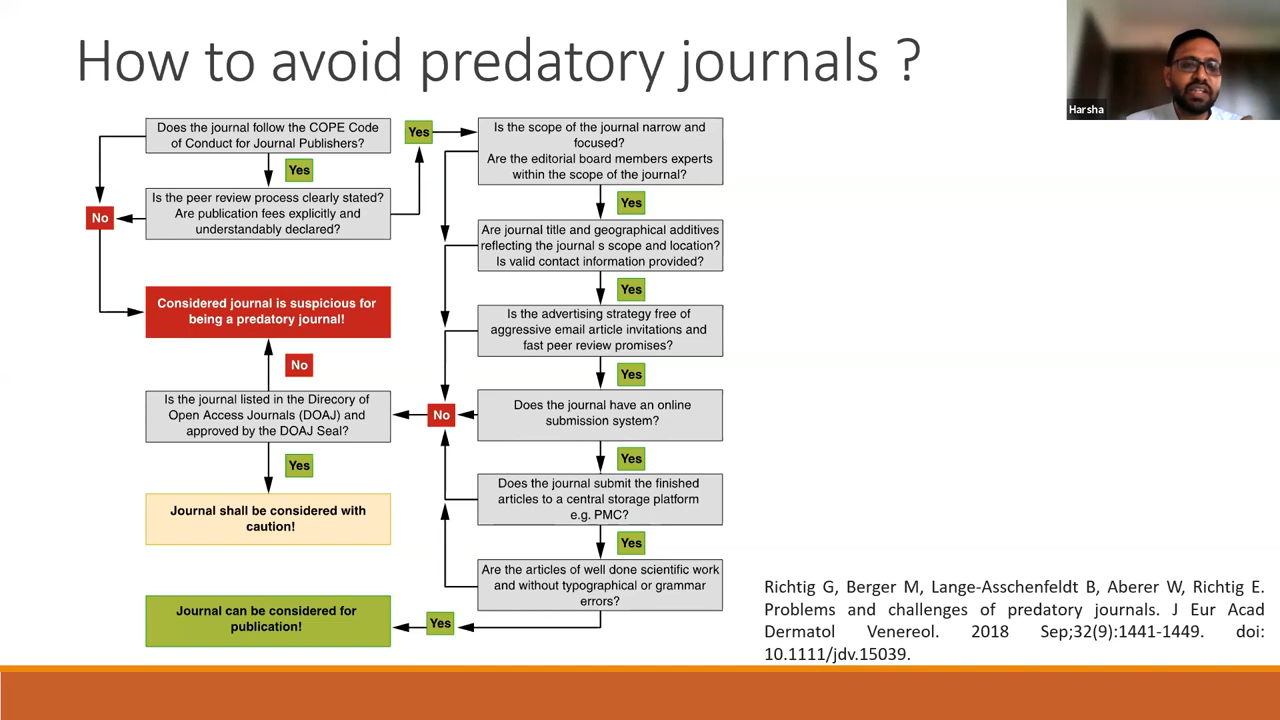 How to avoid predatory journals ?
Harsha
Does the journal follow the COPE Code
of Conduct for Journal Publishers?
Yes
Is the peer review process clearly stated?
Are publication fees explicitly and
understandably declared?
No
Considered journal is suspicious for
being a predatory journal!
No
Is the journal listed in the Direcory of
Open Access Journals (DOAJ) and
approved by the DOAJ Seal?
Yes
Journal shall be considered with
caution!
Journal can be considered for
publication!
Yes
Is the scope of the journal narrow and
focused?
Are the editorial board members experts
within the scope of the journal?
Yes
Are journal title and geographical additives
reflecting the journal s scope and location?
Is valid contact information provided?
Yes
Is the advertising strategy free of
aggressive email article invitations and
fast peer review promises?
Yes
No
Does the journal have an online
submission system?
Yes
Does the journal submit the finished
articles to a central storage platform
e.g. PMC?
Yes
Are the articles of well done scientific work
and without typographical or grammar
errors?
Yes
Richtig G, Berger M, Lange-Asschenfeldt B, Aberer W, Richtig E.
Problems and challenges of predatory journals. J Eur Acad
Dermatol Venereol. 2018 Sep;32(9):1441-1449. doi:
10.1111/jdv.15039.